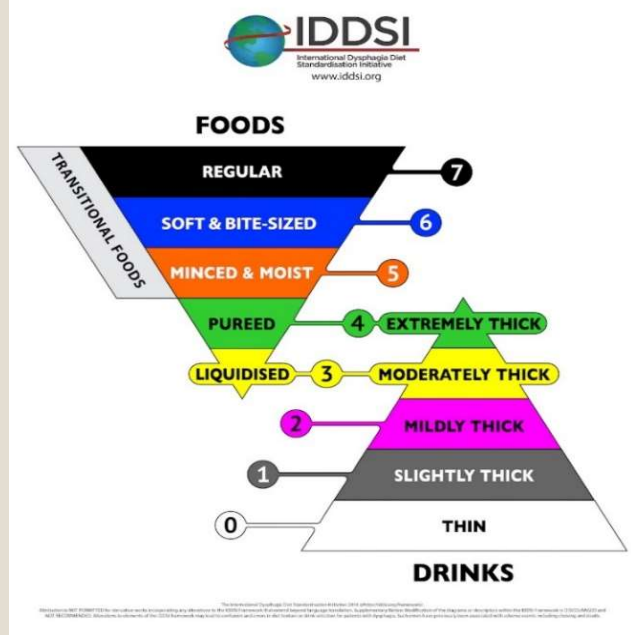 IDDSI
International Dysphagia Diet
Standardisation Initiative
www.iddsi.org
FOODS
TRANSITIONAL FOODS
REGULAR
7
SOFT & BITE-SIZED
6
MINCED & MOIST
5
PUREED
4
EXTREMELY THICK
LIQUIDISED
3
MODERATELY THICK
2
MILDLY THICK
1
SLIGHTLY THICK
0
THIN
DRINKS